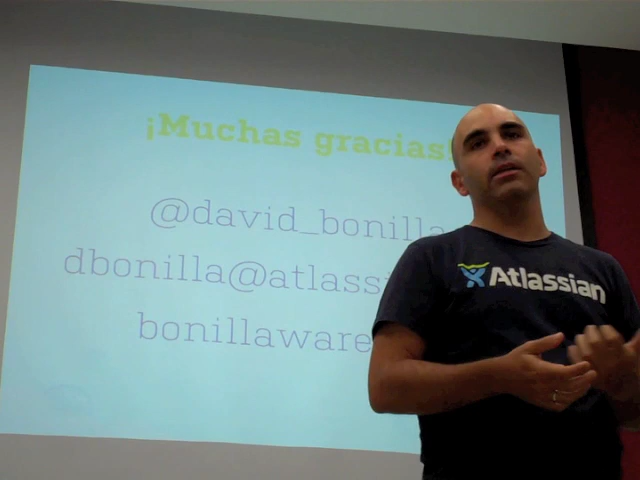 ¡Muchas gracias!
@david_bonilla
dbonilla@atlassi
bonillaware
Atlassian